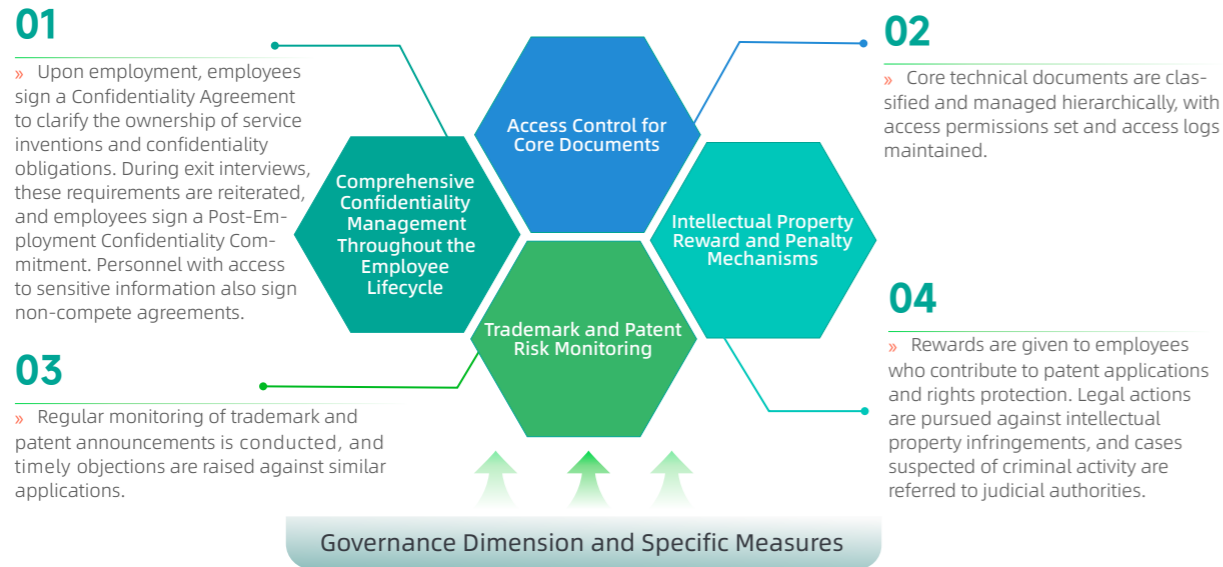 01
» Upon employment, employees
sign a Confidentiality Agreement
to clarify the ownership of service
inventions and confidentiality
obligations. During exit interviews,
these requirements are reiterated,
and employees sign a Post-Em-
ployment Confidentiality Com-
mitment. Personnel with access
to sensitive information also sign
non-compete agreements.
02
» Core technical documents are clas-
sified and managed hierarchically, with
access permissions set and access logs
maintained.
Access Control for
Core Documents
Comprehensive
Confidentiality
Management
Throughout the
Employee
Lifecycle
Intellectual Property
Reward and Penalty
Mechanisms
Trademark and Patent
Risk Monitoring
03
» Regular monitoring of trademark and
patent announcements is conducted, and
timely objections are raised against similar
applications.
04
» Rewards are given to employees
who contribute to patent applications
and rights protection. Legal actions
are pursued against intellectual
property infringements, and cases
suspected of criminal activity are
referred to judicial authorities.
Governance Dimension and Specific Measures